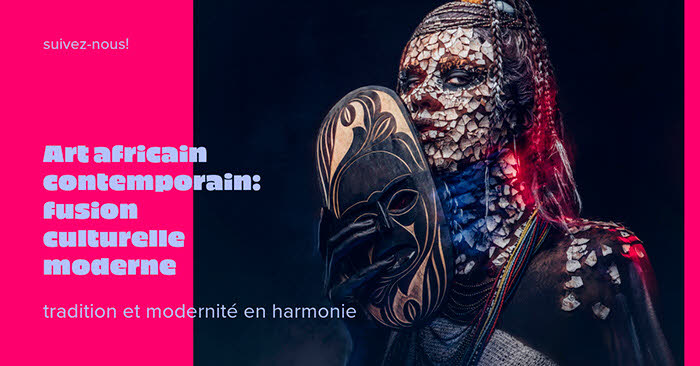 suivez-nous!
Art africain
contemporain:
fusion
culturelle
moderne
tradition et modernité en harmonie